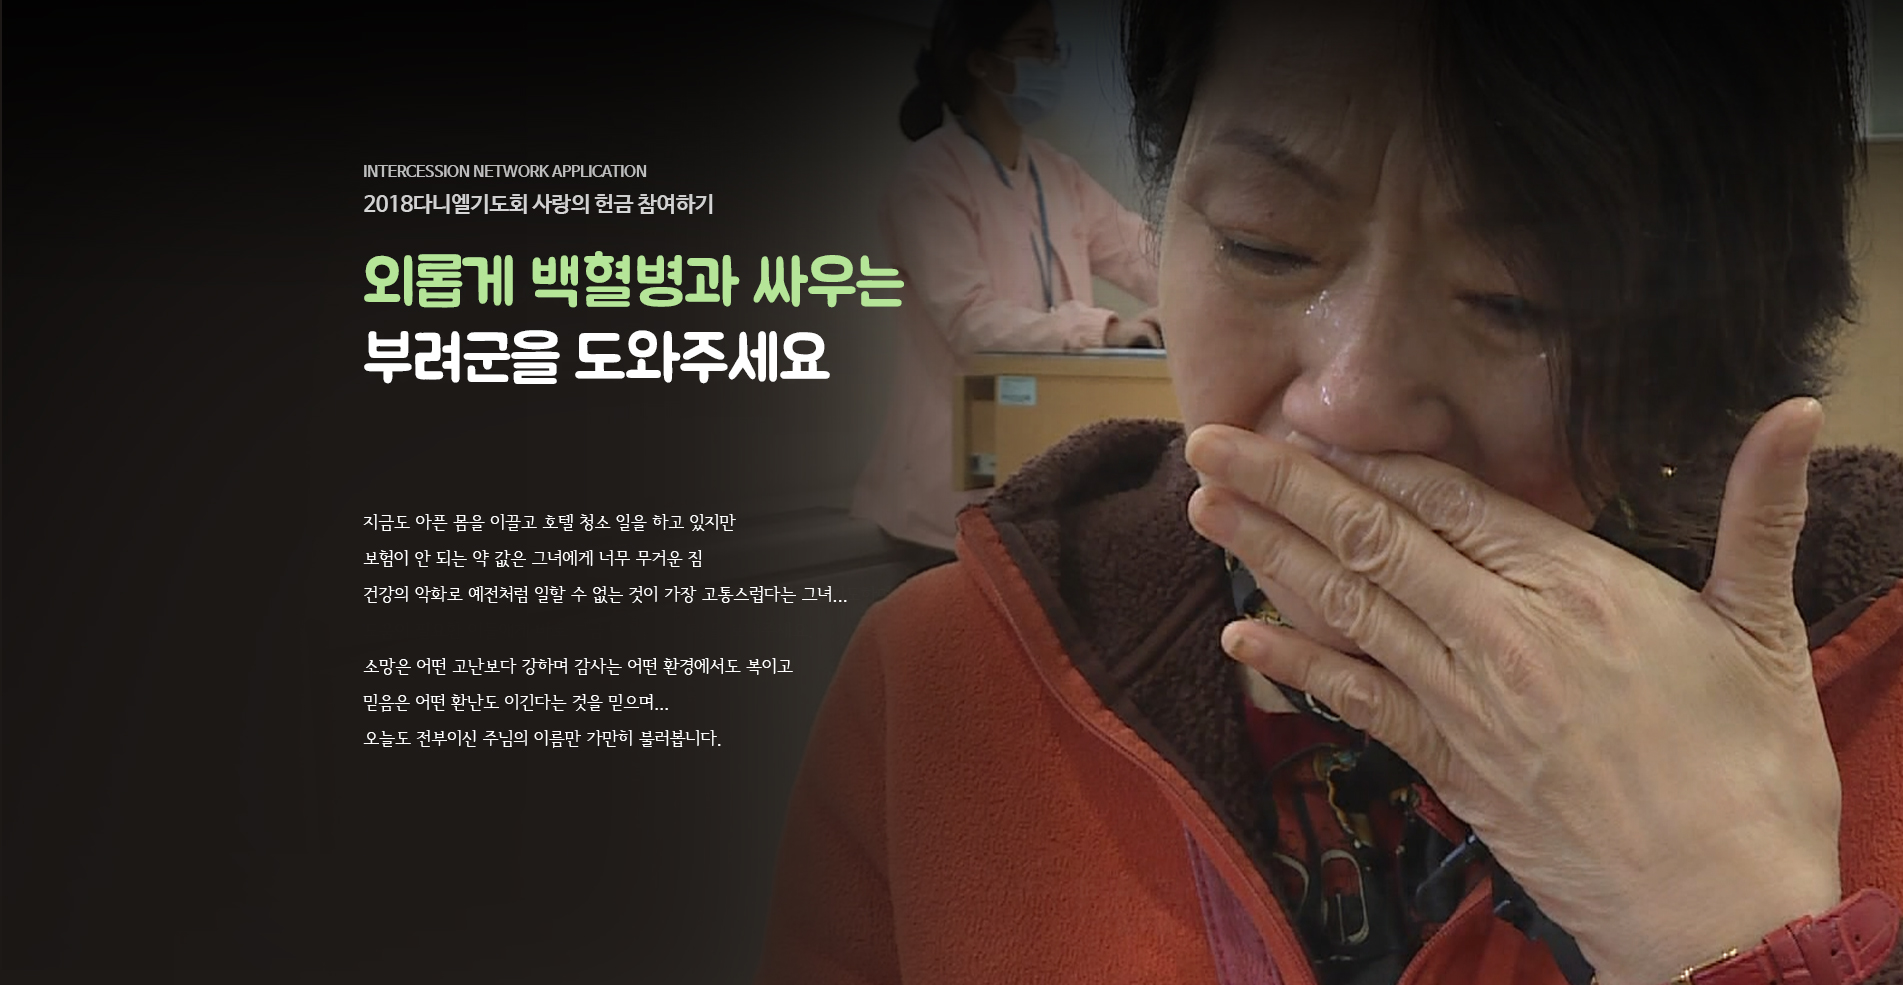 INTERCESSION NETWORK APPLICATION
2018다니엘기도회 사랑의 헌금 참여하기
외롭게 백혈병과 싸우는
부려군을 도와주세요
지금도 아픈 몸을 이끌고 호텔 청소 일을 하고 있지만
보험이 안 되는 약 값은 그녀에게 너무 무거운 짐
건강의 악화로 예전처럼 일할 수 없는 것이 가장 고통스럽다는 그녀...
소망은 어떤 고난보다 강하며 감사는 어떤 환경에서도 복이고
믿음은 어떤 환난도 이긴다는 것을 믿으며...
오늘도 전부이신 주님의 이름만 가만히 불러봅니다.